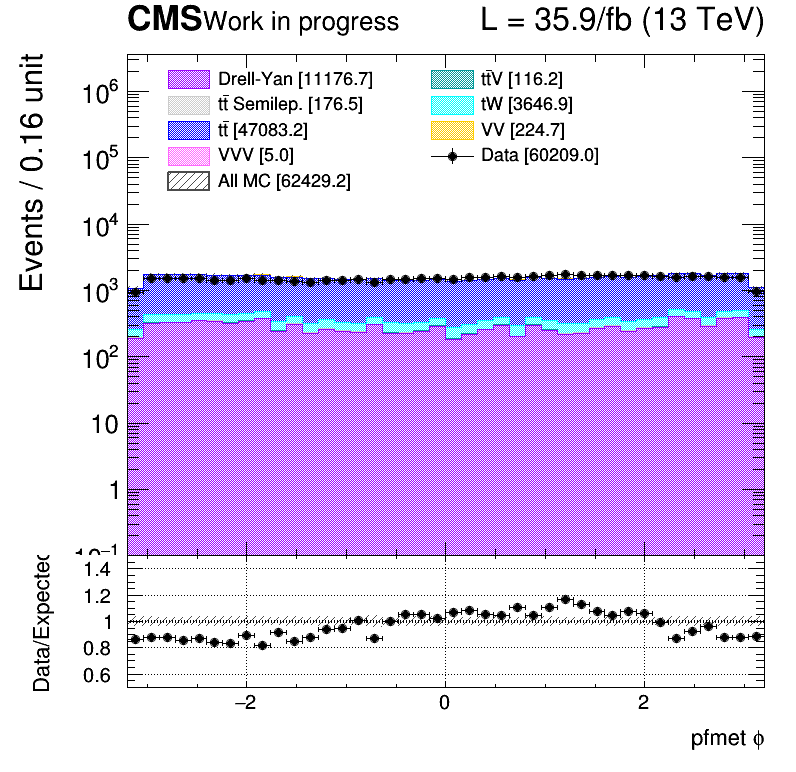 CMS Work in progress L = 35.9/fb (13 TeV)
Events / 0.16 unit
Drell-Yan [11176.7]
tt̄ Semilep. [176.5]
tt̄ [47083.2]
VVV [5.0]
All MC [62429.2]
tt̄V [116.2]
tW [3646.9]
VV [224.7]
Data [60209.0]
10⁶
10⁵
10⁴
10³
10²
10
1
10⁻¹
Data/Expected
1.4
1.2
1
0.8
0.6
−2 0 2
pfmet ϕ